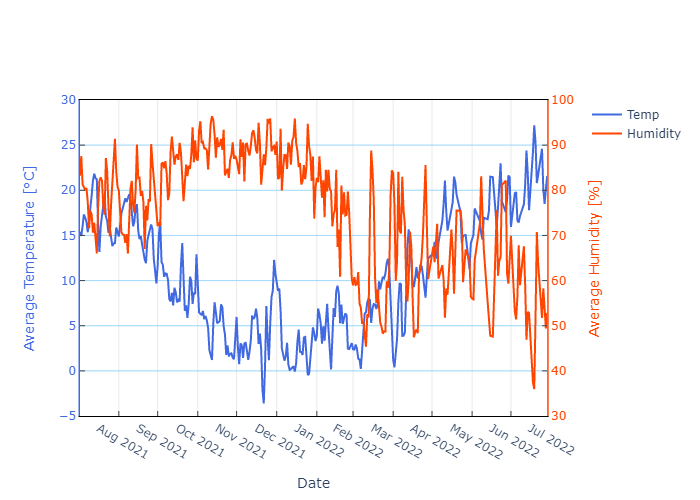 Temp
Humidity
30
25
20
15
10
5
0
−5
Average Temperature [°C]
100
90
80
70
60
50
40
30
Average Humidity [%]
Aug 2021
Sep 2021
Oct 2021
Nov 2021
Dec 2021
Jan 2022
Feb 2022
Mar 2022
Apr 2022
May 2022
Jun 2022
Jul 2022
Date